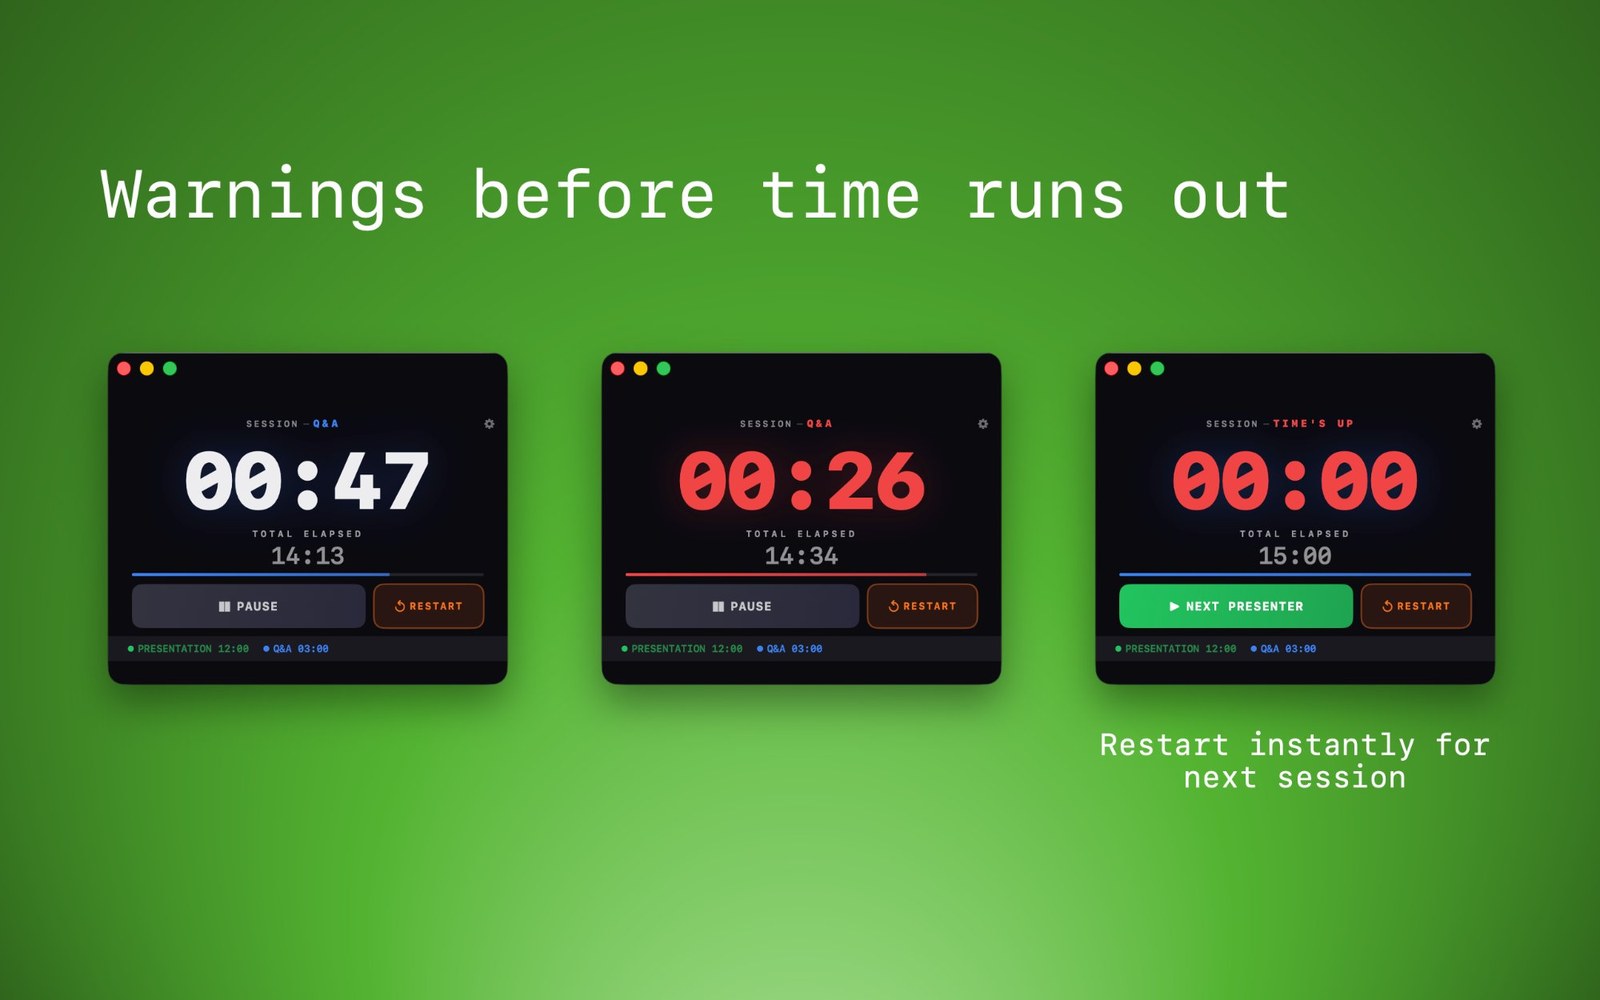 Warnings before time runs out
SESSION — Q&A
00:47
TOTAL ELAPSED
14:13
PAUSE
RESTART
PRESENTATION 12:00
Q&A 03:00
SESSION — Q&A
00:26
TOTAL ELAPSED
14:34
PAUSE
RESTART
PRESENTATION 12:00
Q&A 03:00
SESSION — TIME'S UP
00:00
TOTAL ELAPSED
15:00
NEXT PRESENTER
RESTART
PRESENTATION 12:00
Q&A 03:00
Restart instantly for
next session